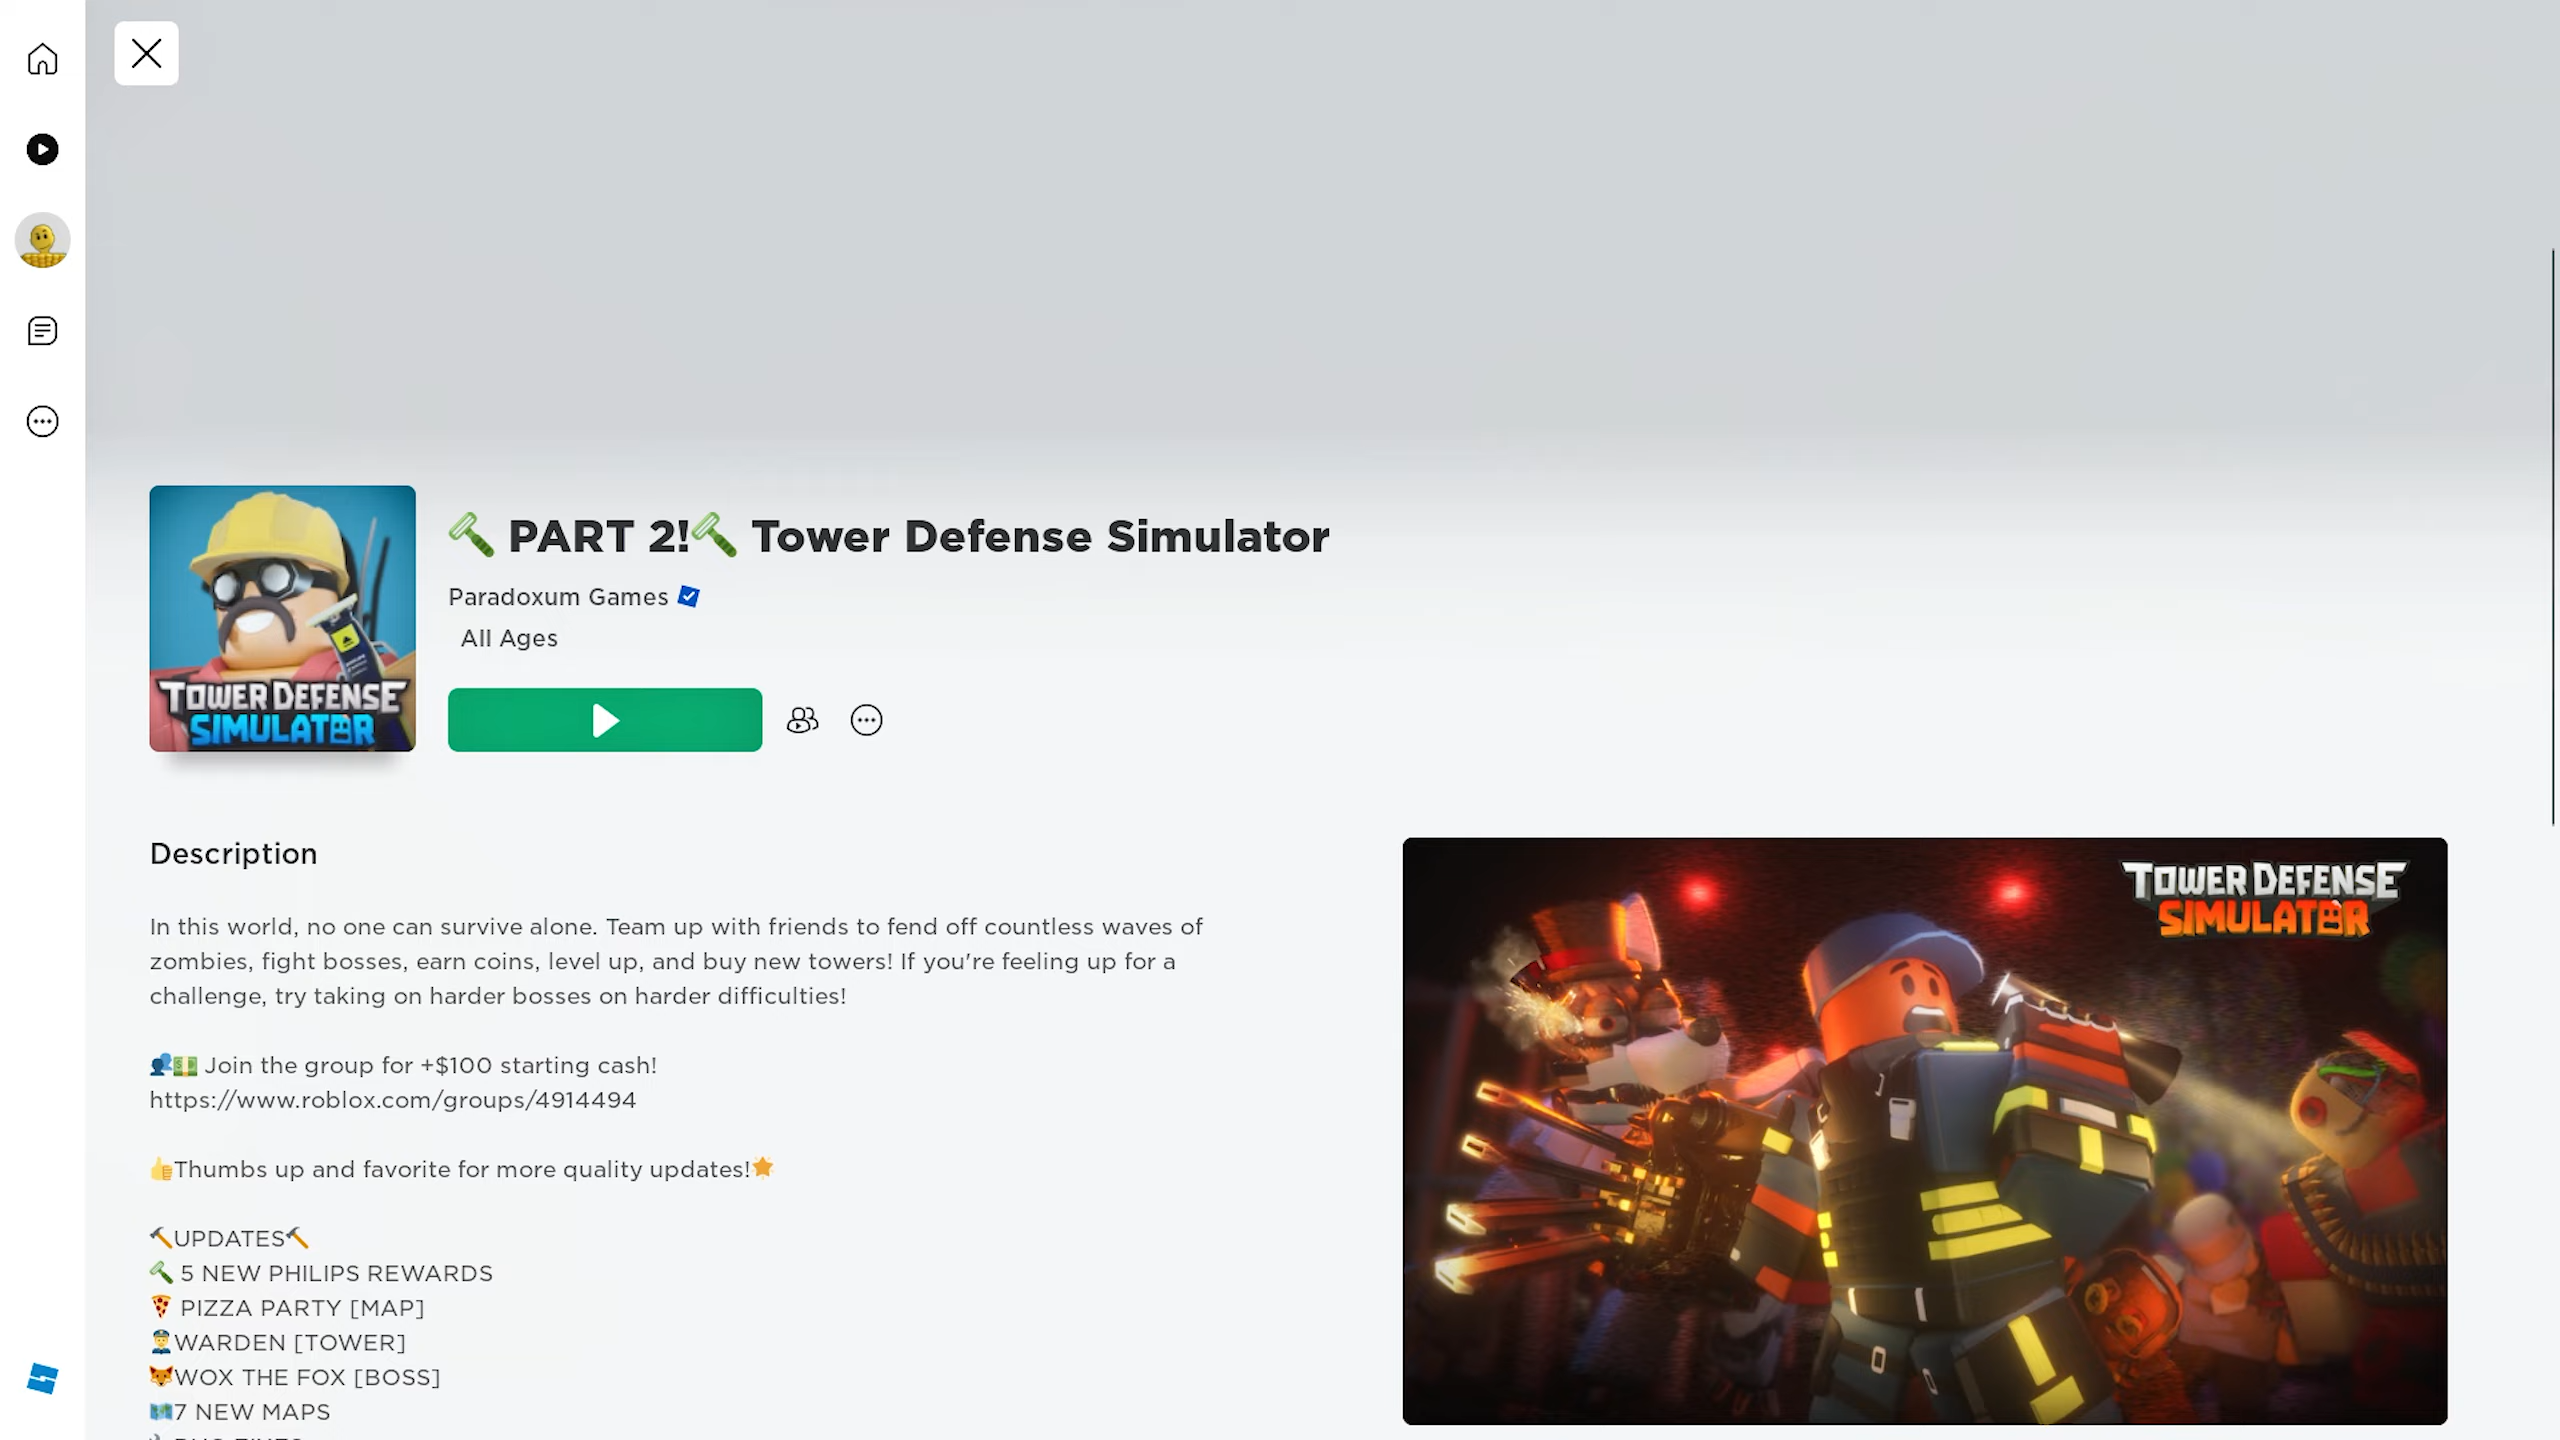 PART 2! Tower Defense Simulator
Paradoxum Games
All Ages
TOWER DEFENSE
SIMULATOR
Description
In this world, no one can survive alone. Team up with friends to fend off countless waves of
zombies, fight bosses, earn coins, level up, and buy new towers! If you're feeling up for a
challenge, try taking on harder bosses on harder difficulties!
👥💵 Join the group for +$100 starting cash!
https://www.roblox.com/groups/4914494
👍Thumbs up and favorite for more quality updates!🌟
🔨UPDATES🔨
5 NEW PHILIPS REWARDS
🍕 PIZZA PARTY [MAP]
👮WARDEN [TOWER]
🦊WOX THE FOX [BOSS]
🗺️7 NEW MAPS
TOWER DEFENSE
SIMULATOR